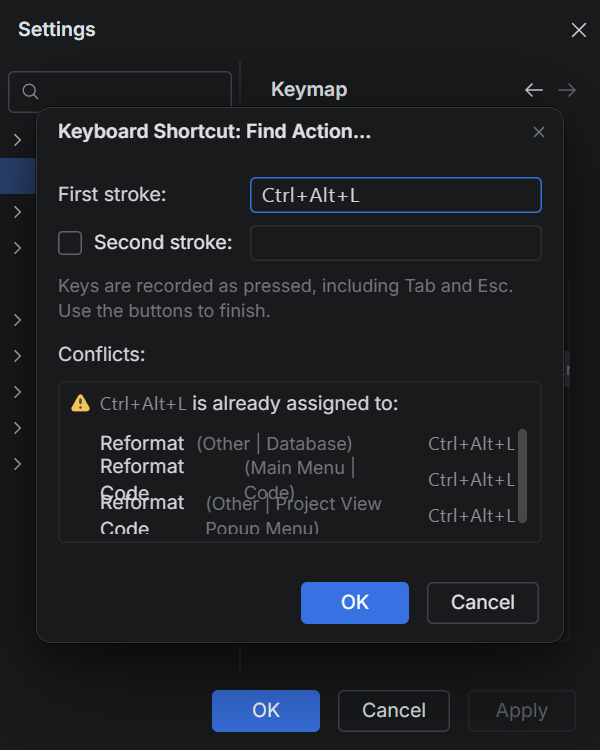 Settings
Keymap
Keyboard Shortcut: Find Action...
First stroke:
Ctrl+Alt+L
Second stroke:
Keys are recorded as pressed, including Tab and Esc.
Use the buttons to finish.
Conflicts:
Ctrl+Alt+L is already assigned to:
Reformat (Other | Database) Ctrl+Alt+L
Reformat Code (Main Menu | Code) Ctrl+Alt+L
Reformat Code (Other | Project View Popup Menu) Ctrl+Alt+L
OK
Cancel
OK
Cancel
Apply